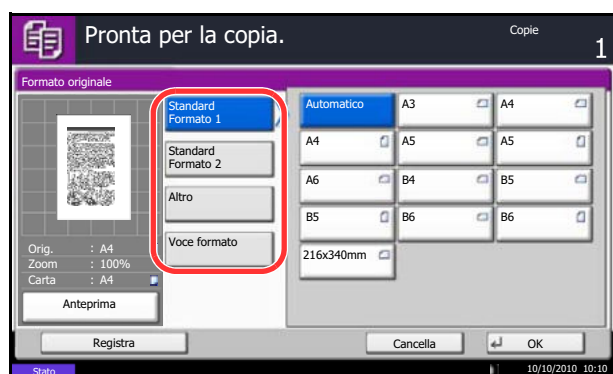 Pronta per la copia.
Copie
1
Formato originale
Standard
Formato 1
Standard
Formato 2
Altro
Voce formato
Automatico
A3
A4
A4
A5
A5
A6
B4
B5
B5
B6
B6
216x340mm
Orig. : A4
Zoom : 100%
Carta : A4
Anteprima
Registra
Cancella
OK
Stato
10/10/2010 10:10